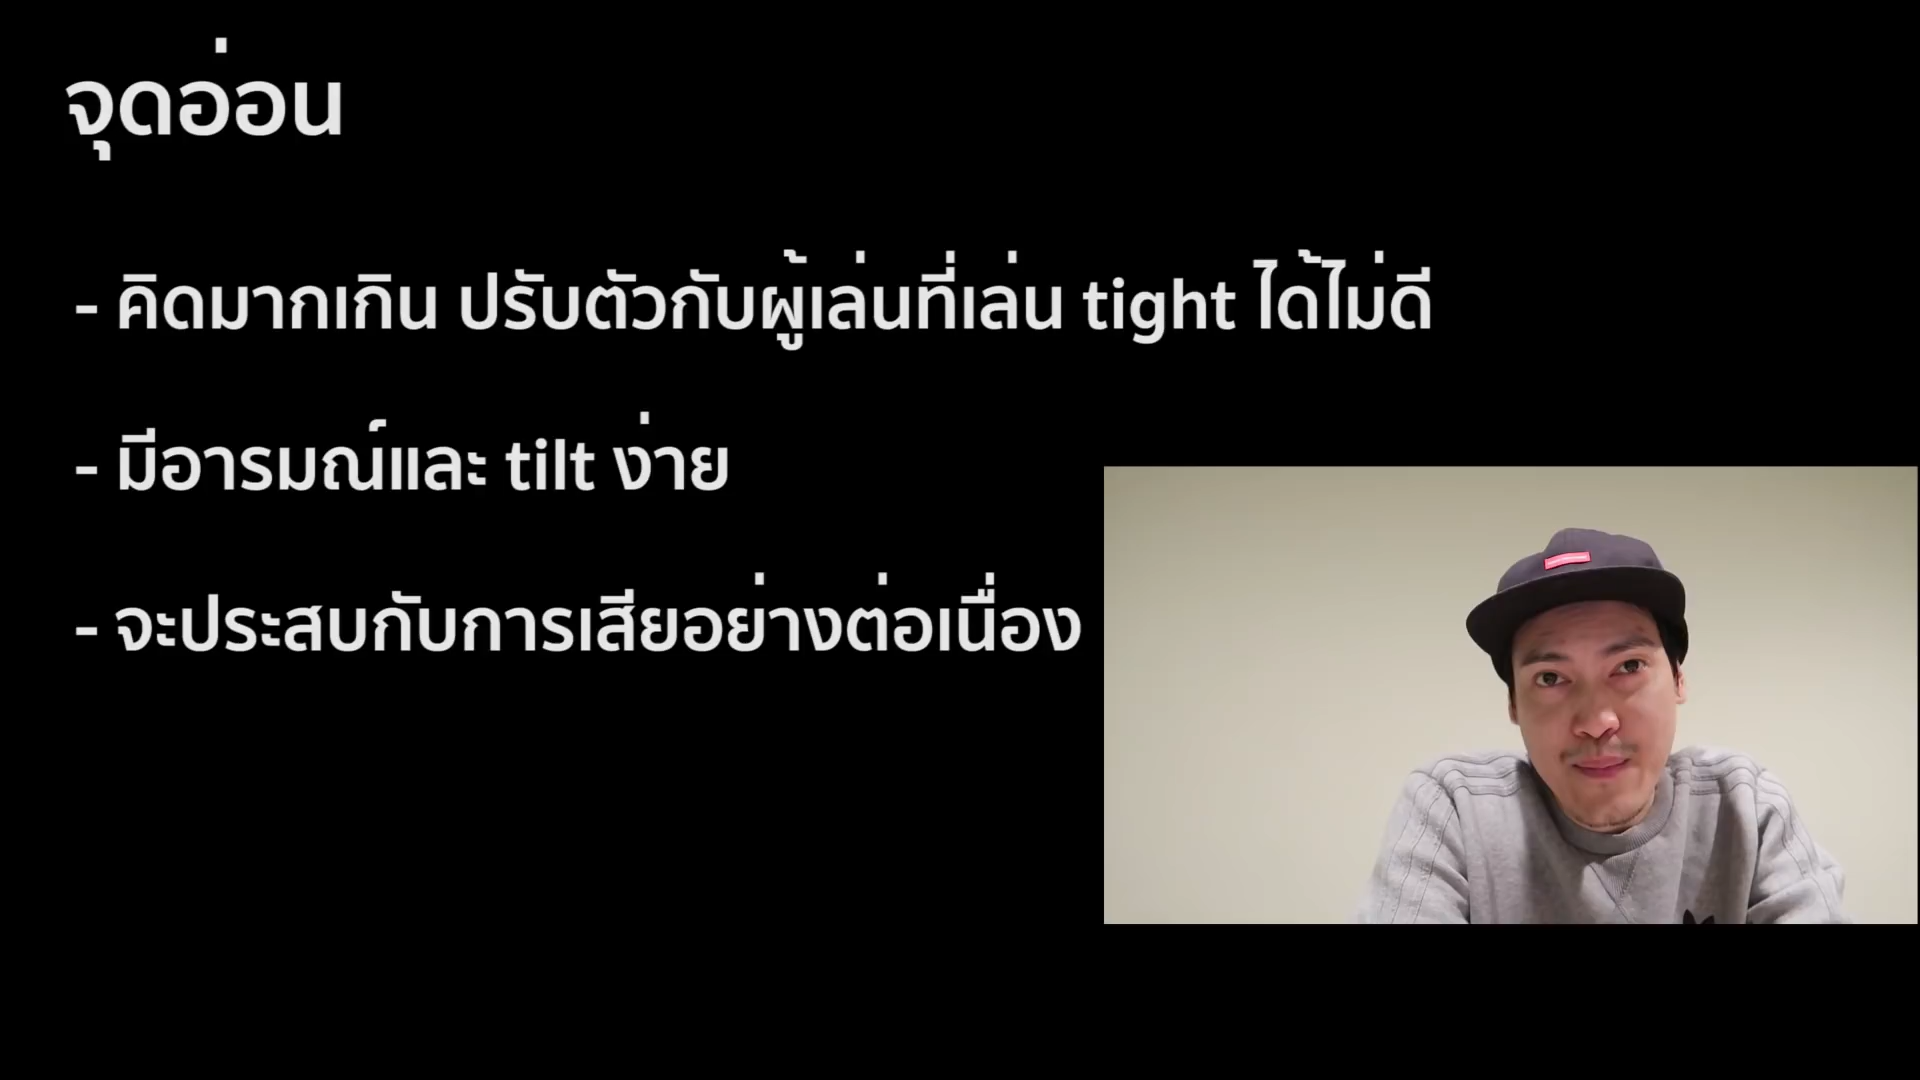 จุดอ่อน
- คิดมากเกิน ปรับตัวกับผู้เล่นที่เล่น tight ได้ไม่ดี
- มีอารมณ์และ tilt ง่าย
- จะประสบกับการเสียอย่างต่อเนื่อง